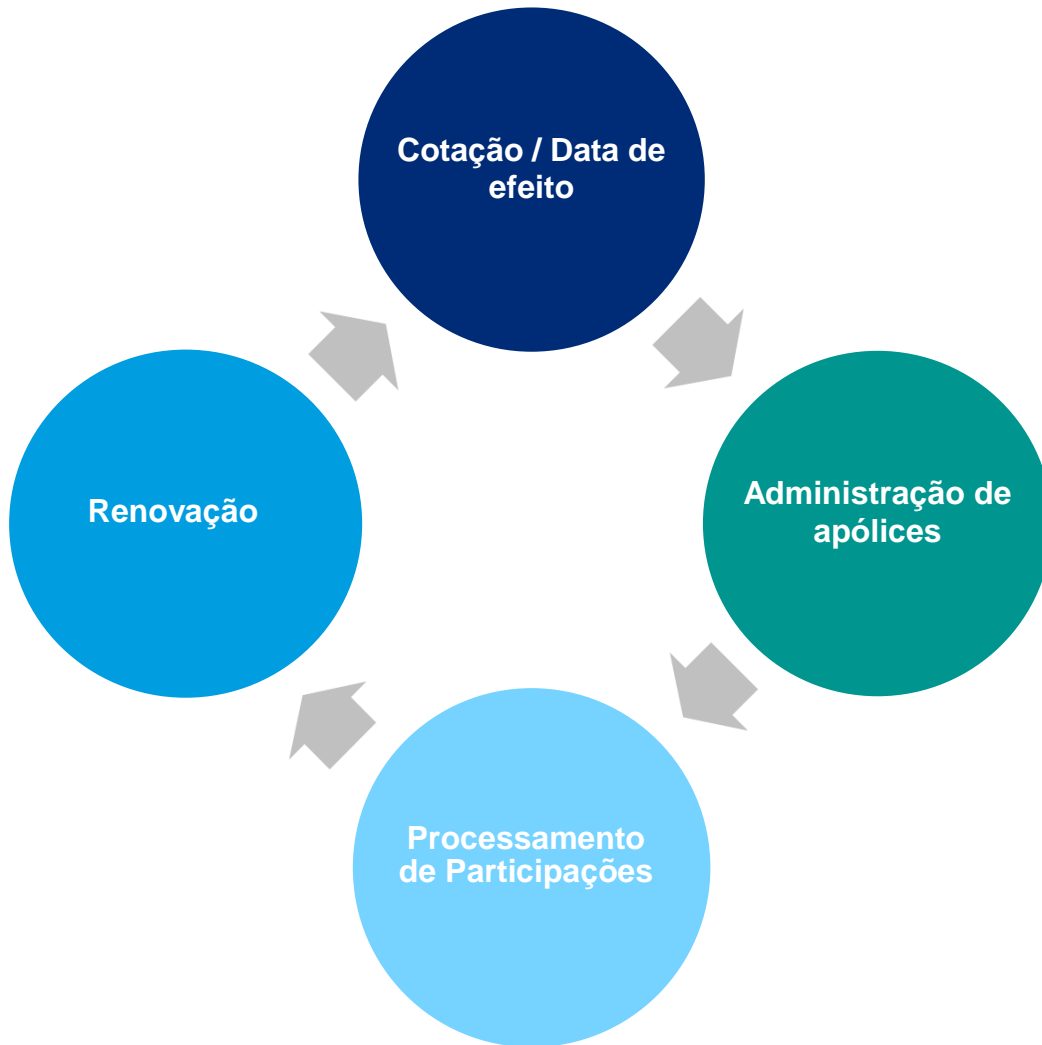 Cotação / Data de
efeito
Administração de
apólices
Processamento
de Participações
Renovação